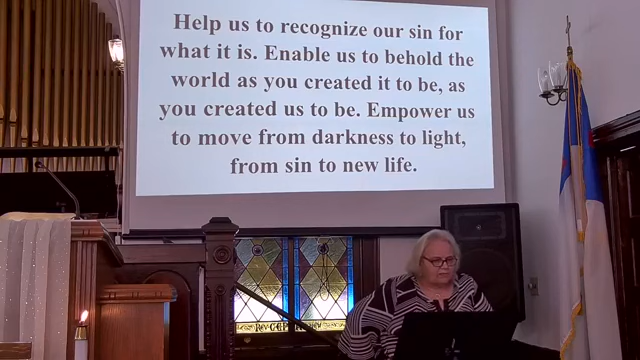 Help us to recognize our sin for
what it is. Enable us to behold the
world as you created it to be, as
you created us to be. Empower us
to move from darkness to light,
from sin to new life.
Rev. C.E.P.